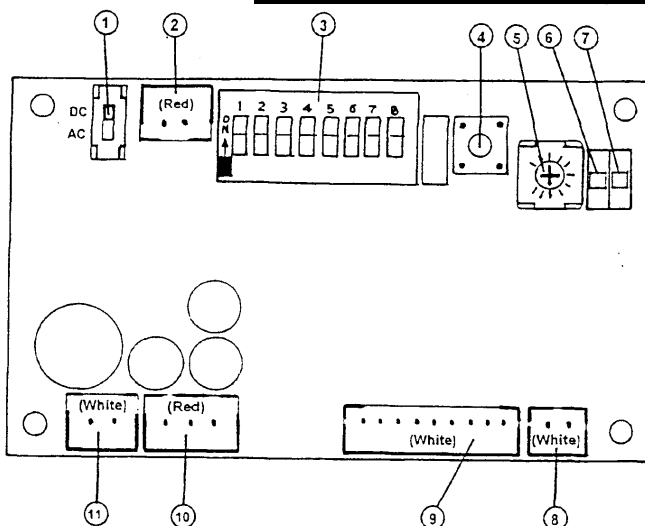 1 2 3 4 5 6 7
(Red)
DC
AC
1 2 3 4 5 6 7 8
ON
(White) (Red)
(White) (White)
11 10 9 8